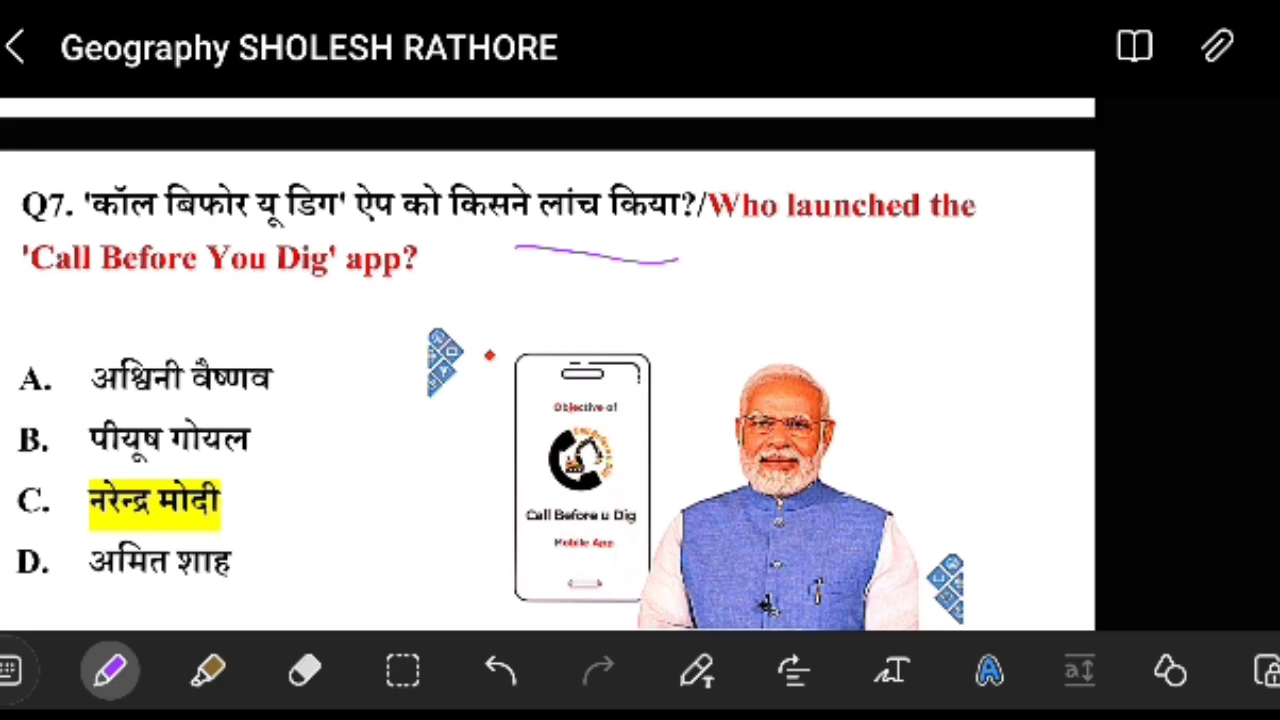 Geography SHOLESH RATHORE
Q7. 'कॉल बिफोर यू डिग' ऐप को किसने लांच किया?/Who launched the
'Call Before You Dig' app?
A. अश्विनी वैष्णव
B. पीयूष गोयल
C. नरेन्द्र मोदी
D. अमित शाह
Objective of
Call Before u Dig
Mobile App